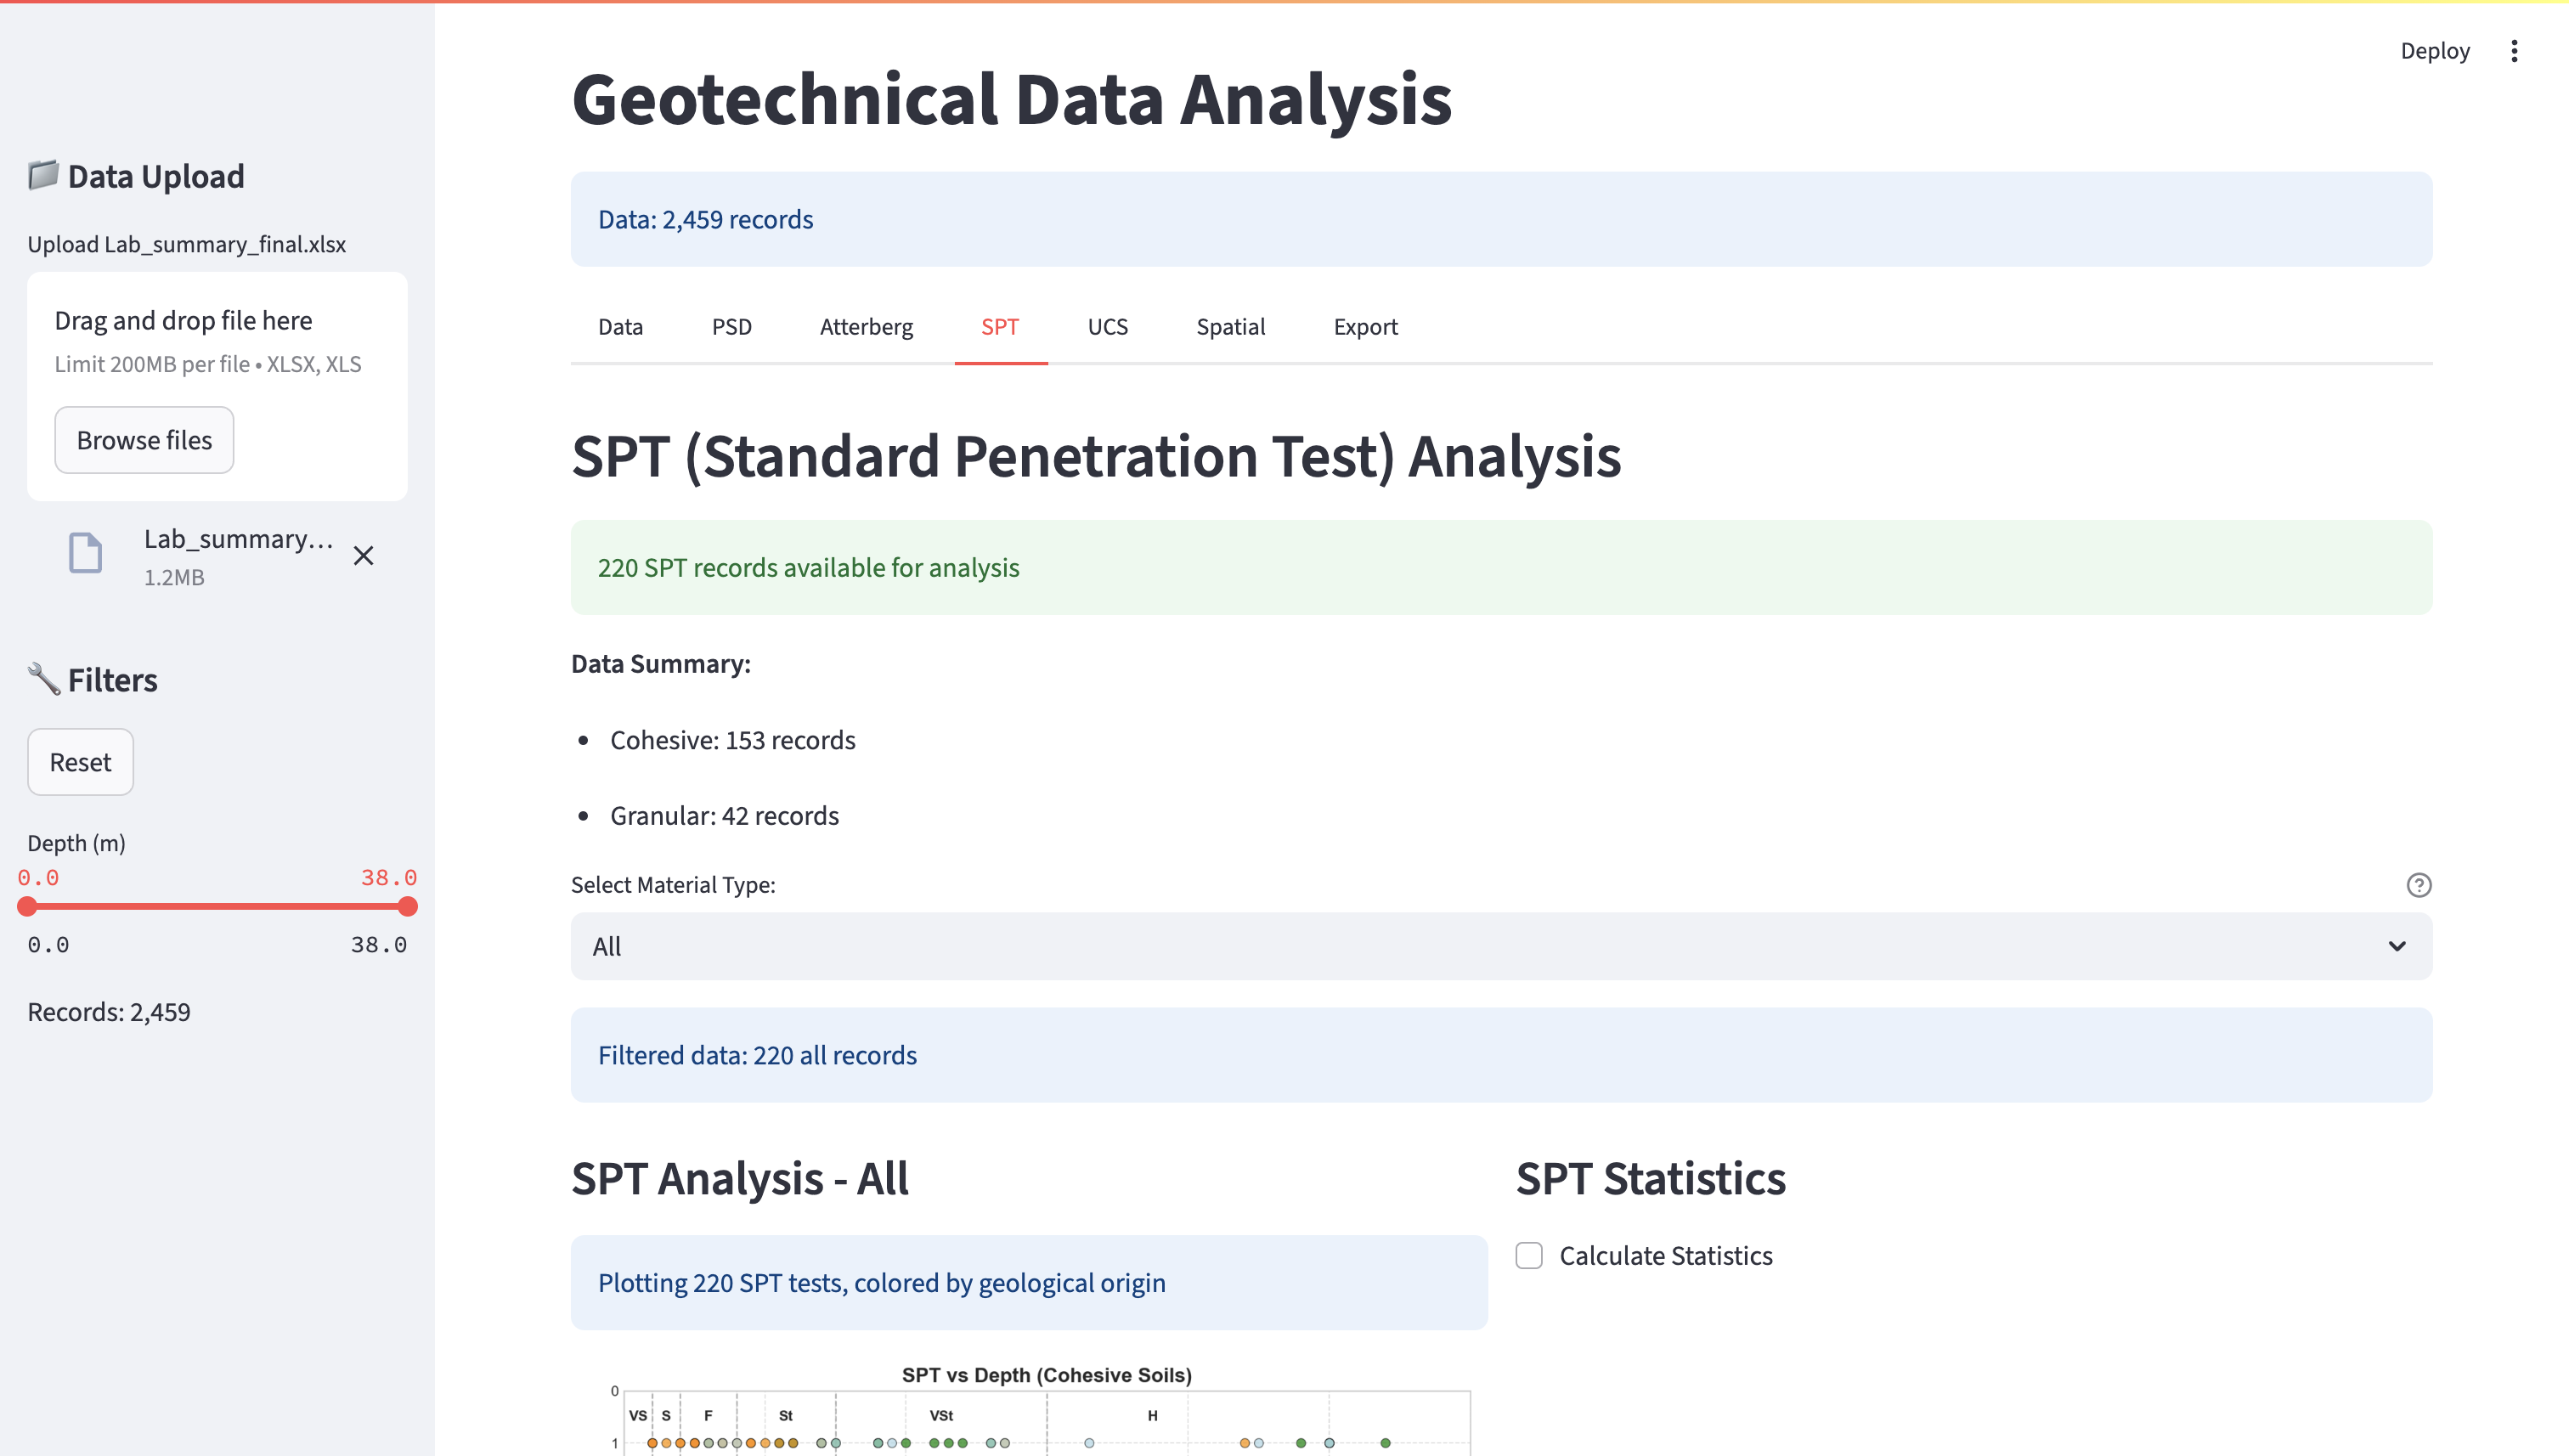 Deploy
Data Upload
Upload Lab_summary_final.xlsx
Drag and drop file here
Limit 200MB per file • XLSX, XLS
Browse files
Lab_summary...
1.2MB
Filters
Reset
Depth (m)
0.0 38.0
0.0 38.0
Records: 2,459
Geotechnical Data Analysis
Data: 2,459 records
Data PSD Atterberg SPT UCS Spatial Export
SPT (Standard Penetration Test) Analysis
220 SPT records available for analysis
Data Summary:
• Cohesive: 153 records
• Granular: 42 records
Select Material Type:
All
Filtered data: 220 all records
SPT Analysis - All
Plotting 220 SPT tests, colored by geological origin
SPT vs Depth (Cohesive Soils)
0
VS S F St VSt H
1
SPT Statistics
Calculate Statistics